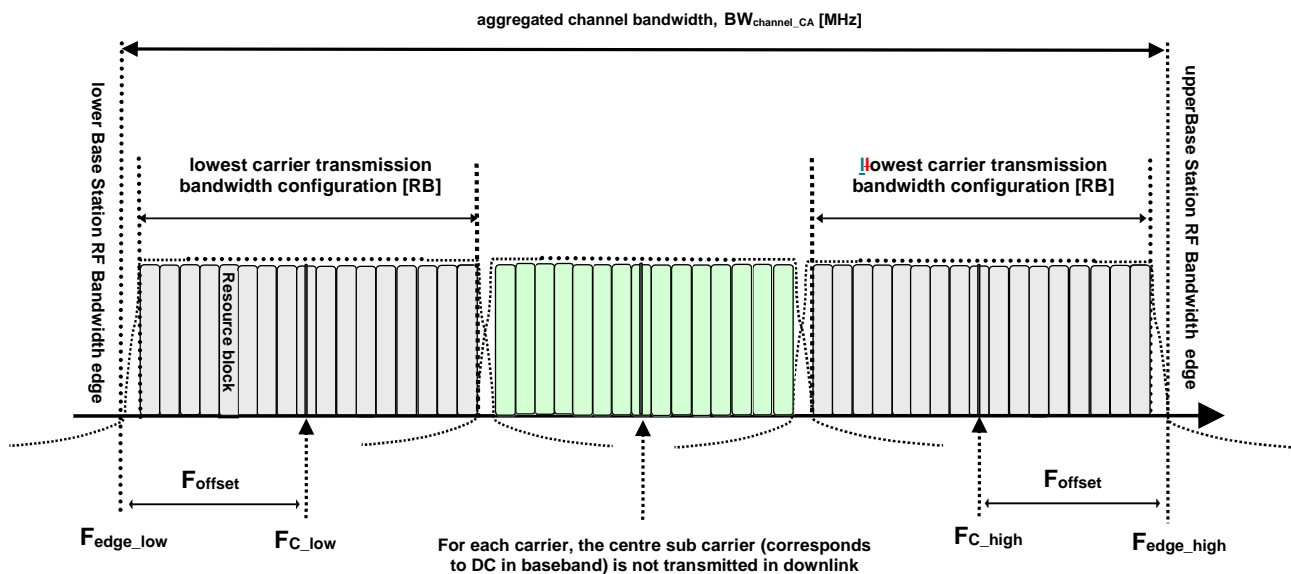 aggregated channel bandwidth, BWchannel_CA [MHz]
lower Base Station RF Bandwidth edge
lowest carrier transmission
bandwidth configuration [RB]
lowest carrier transmission
bandwidth configuration [RB]
upperBase Station RF Bandwidth edge
Resource block
Foffset
Foffset
Fedge_low
FC_low
For each carrier, the centre sub carrier (corresponds
to DC in baseband) is not transmitted in downlink
FC_high
Fedge_high